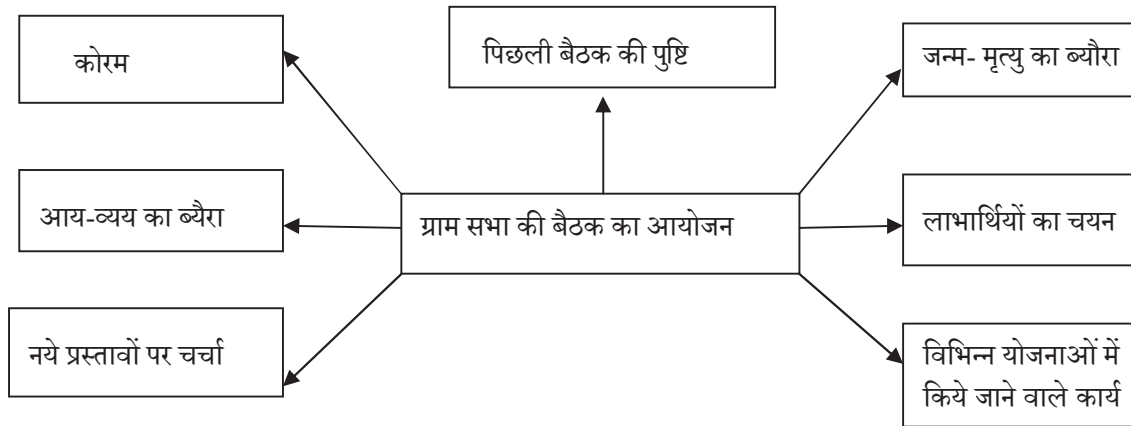 कोरम
पिछली बैठक की पुष्टि
जन्म- मृत्यु का ब्यौरा
आय-व्यय का ब्यैरा
ग्राम सभा की बैठक का आयोजन
लाभार्थियों का चयन
नये प्रस्तावों पर चर्चा
विभिन्न योजनाओं में
किये जाने वाले कार्य